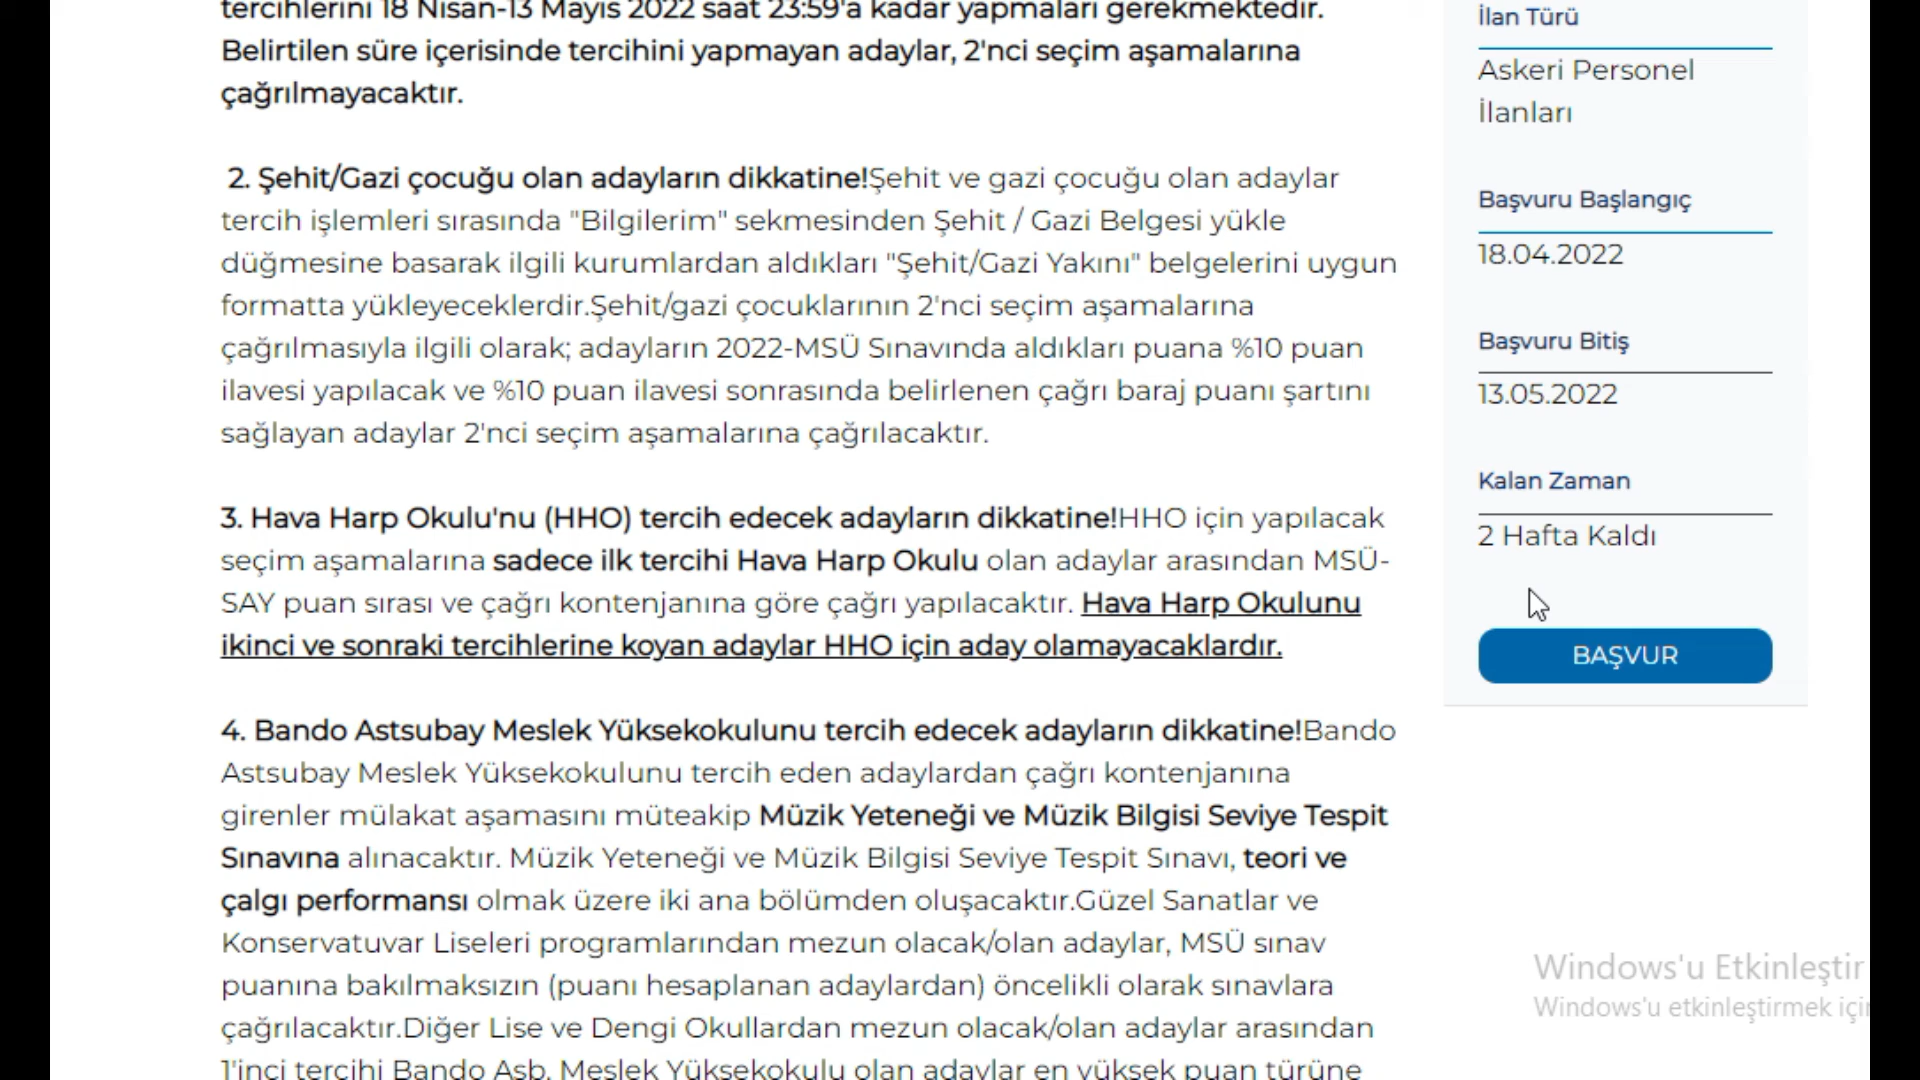 tercihlerini 18 Nisan-13 Mayıs 2022 saat 23:59'a kadar yapmaları gerekmektedir.
Belirtilen süre içerisinde tercihini yapmayan adaylar, 2'nci seçim aşamalarına
çağrılmayacaktır.
2. Şehit/Gazi çocuğu olan adayların dikkatine!Şehit ve gazi çocuğu olan adaylar
tercih işlemleri sırasında "Bilgilerim" sekmesinden Şehit / Gazi Belgesi yükle
düğmesine basarak ilgili kurumlardan aldıkları "Şehit/Gazi Yakını" belgelerini uygun
formatta yükleyeceklerdir.Şehit/gazi çocuklarının 2'nci seçim aşamalarına
çağrılmasıyla ilgili olarak; adayların 2022-MSÜ Sınavında aldıkları puana %10 puan
ilavesi yapılacak ve %10 puan ilavesi sonrasında belirlenen çağrı baraj puanı şartını
sağlayan adaylar 2'nci seçim aşamalarına çağrılacaktır.
3. Hava Harp Okulu'nu (HHO) tercih edecek adayların dikkatine!HHO için yapılacak
seçim aşamalarına sadece ilk tercihi Hava Harp Okulu olan adaylar arasından MSÜ-
SAY puan sırası ve çağrı kontenjanına göre çağrı yapılacaktır. Hava Harp Okulunu
ikinci ve sonraki tercihlerine koyan adaylar HHO için aday olamayacaklardır.
4. Bando Astsubay Meslek Yüksekokulunu tercih edecek adayların dikkatine!Bando
Astsubay Meslek Yüksekokulunu tercih eden adaylardan çağrı kontenjanına
girenler mülakat aşamasını müteakip Müzik Yeteneği ve Müzik Bilgisi Seviye Tespit
Sınavına alınacaktır. Müzik Yeteneği ve Müzik Bilgisi Seviye Tespit Sınavı, teori ve
çalgı performansı olmak üzere iki ana bölümden oluşacaktır.Güzel Sanatlar ve
Konservatuvar Liseleri programlarından mezun olacak/olan adaylar, MSÜ sınav
puanına bakılmaksızın (puanı hesaplanan adaylardan) öncelikli olarak sınavlara
çağrılacaktır.Diğer Lise ve Dengi Okullardan mezun olacak/olan adaylar arasından
1'inci tercihi Bando Asb. Meslek Yüksekokulu olan adaylar en yüksek puan türüne
İlan Türü
Askeri Personel
İlanları
Başvuru Başlangıç
18.04.2022
Başvuru Bitiş
13.05.2022
Kalan Zaman
2 Hafta Kaldı
BAŞVUR
Windows'u Etkinleştir
Windows'u etkinleştirmek için